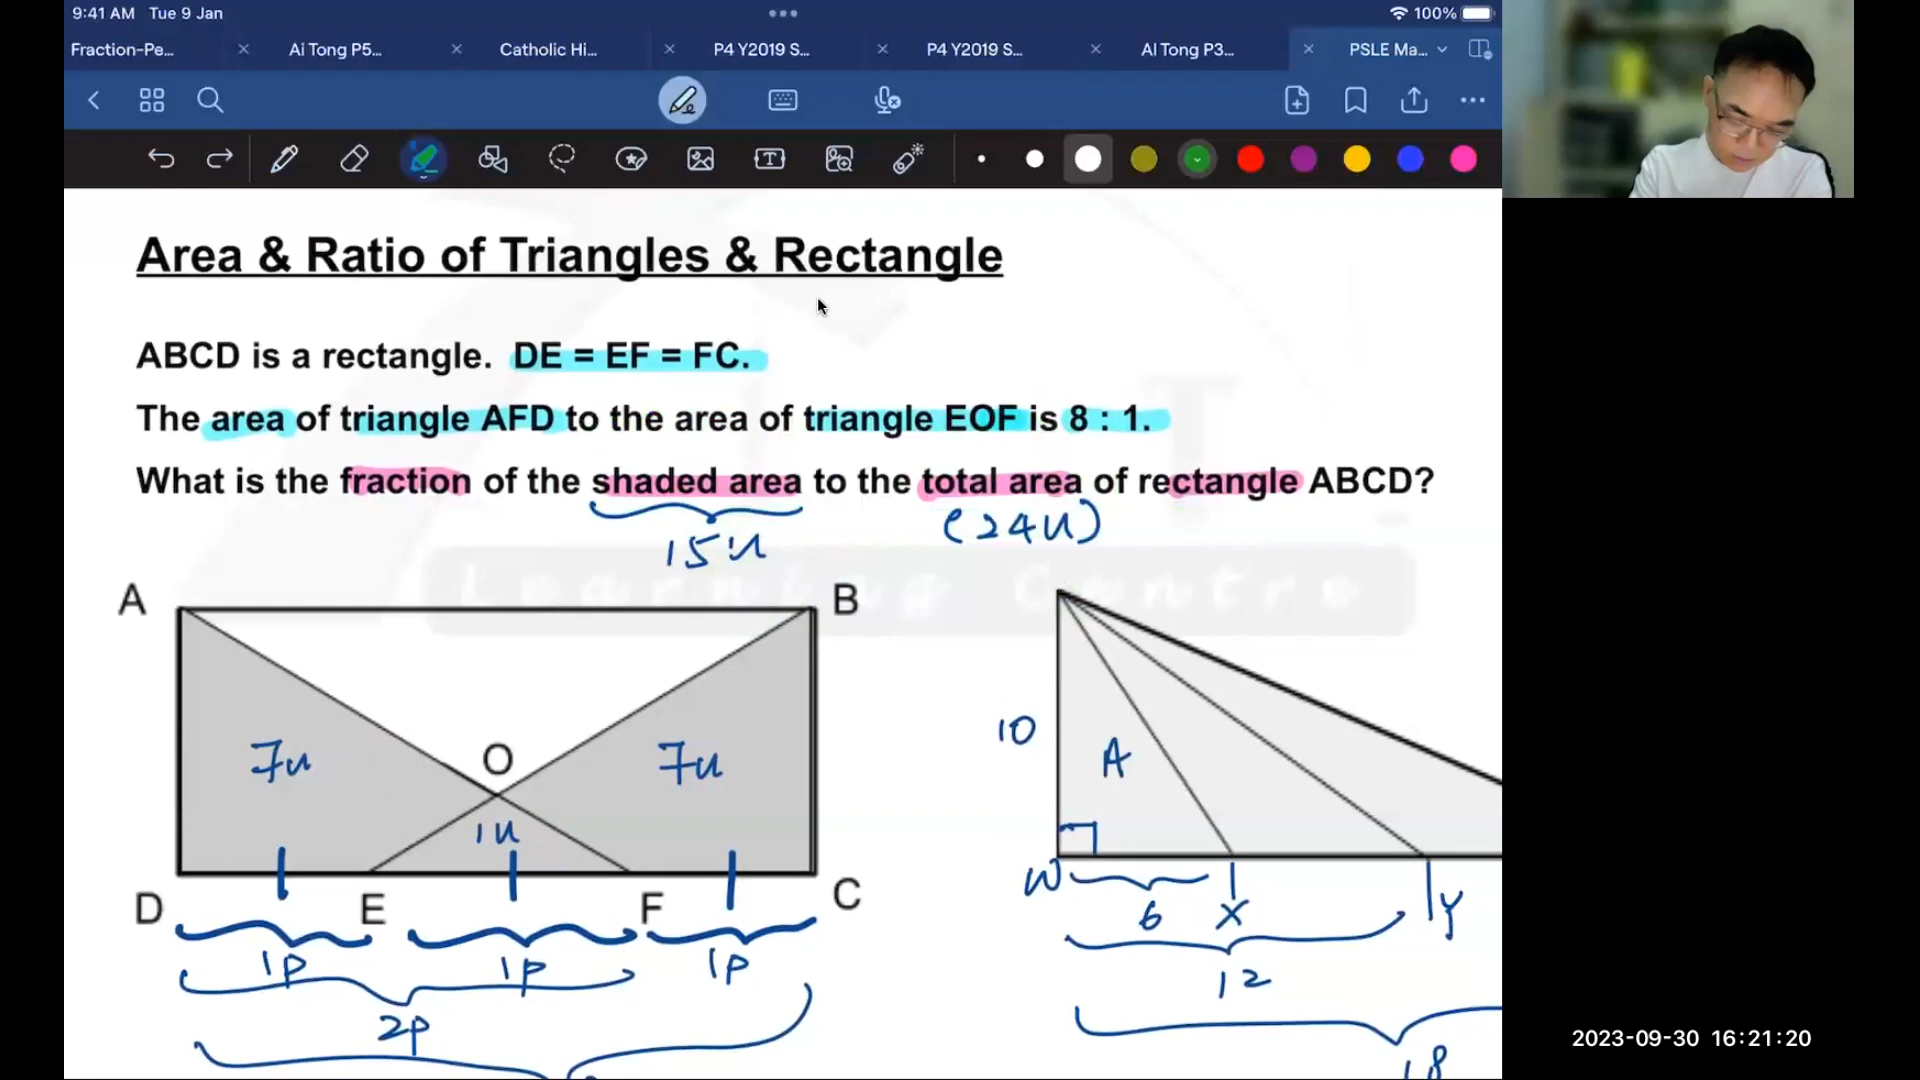 9:41 AM Tue 9 Jan
100%
Fraction-Pe...
Ai Tong P5...
Catholic Hi...
P4 Y2019 S...
P4 Y2019 S...
AI Tong P3...
PSLE Ma...
Area & Ratio of Triangles & Rectangle
ABCD is a rectangle. DE = EF = FC.
The area of triangle AFD to the area of triangle EOF is 8 : 1.
What is the fraction of the shaded area to the total area of rectangle ABCD?
15u
(24u)
Learning Centre
A
B
7u
O
7u
1u
D
E
F
C
1p
1p
1p
2p
10
A
W
6
X
Y
12
18
2023-09-30 16:21:20